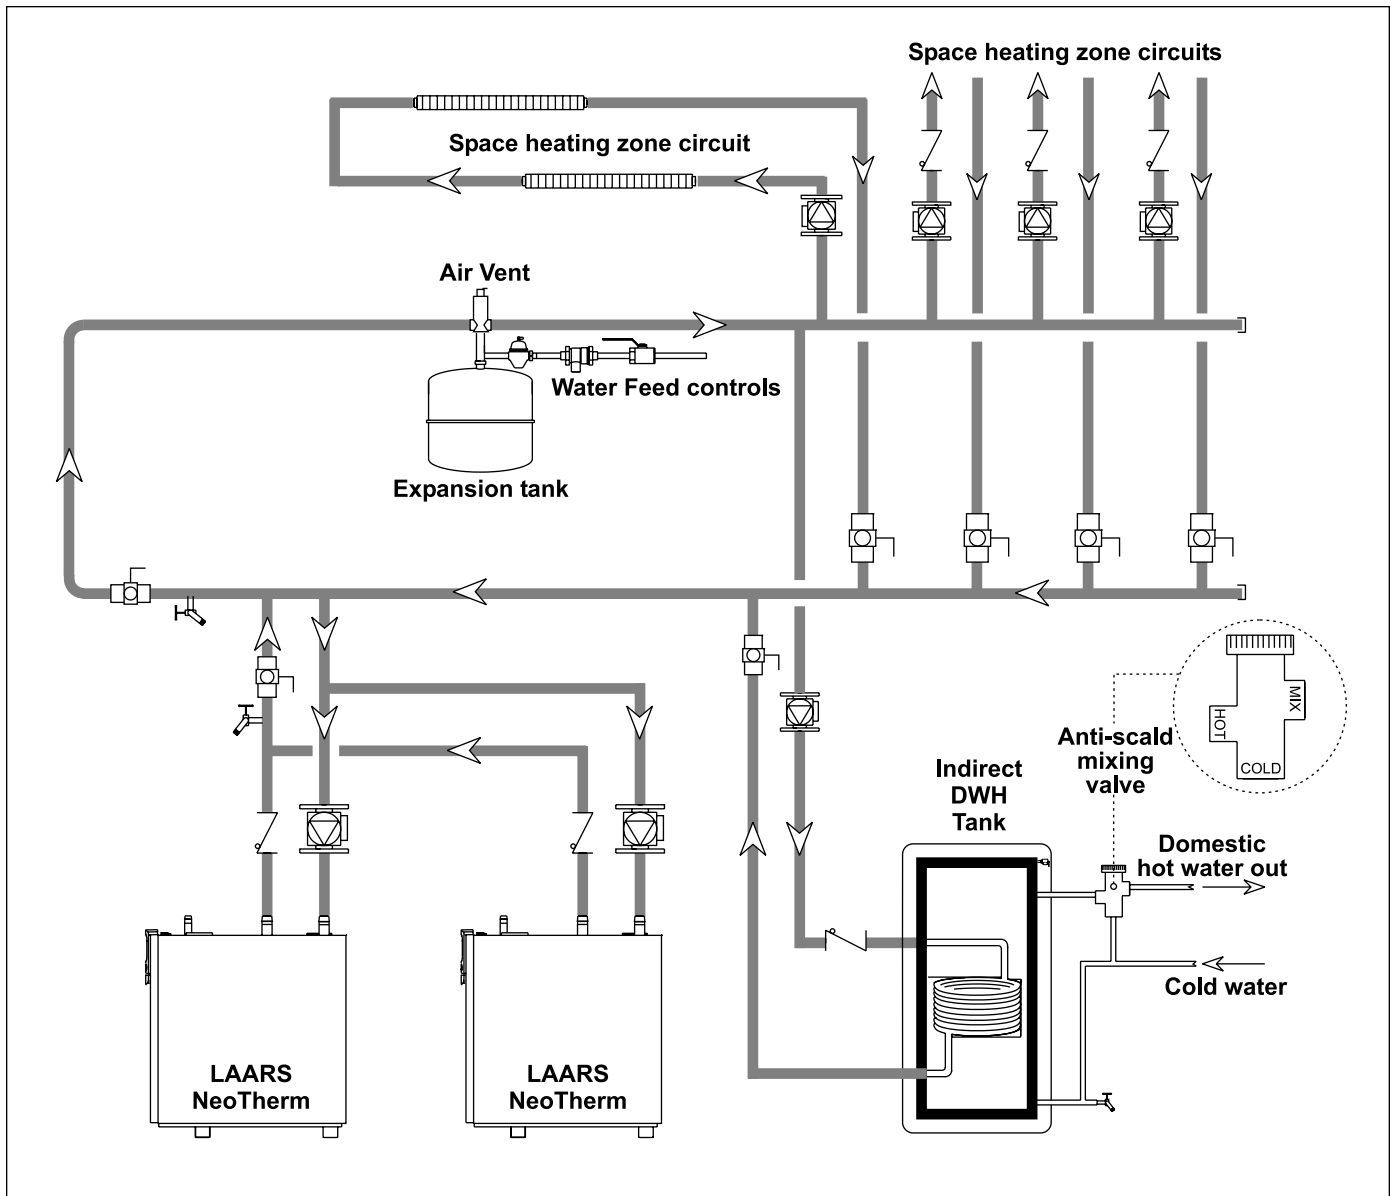 Space heating zone circuits
Space heating zone circuit
Air Vent
Water Feed controls
Expansion tank
MIX
HOT
COLD
Anti-scald
mixing
valve
Indirect
DWH
Tank
Domestic
hot water out
Cold water
LAARS
NeoTherm
LAARS
NeoTherm